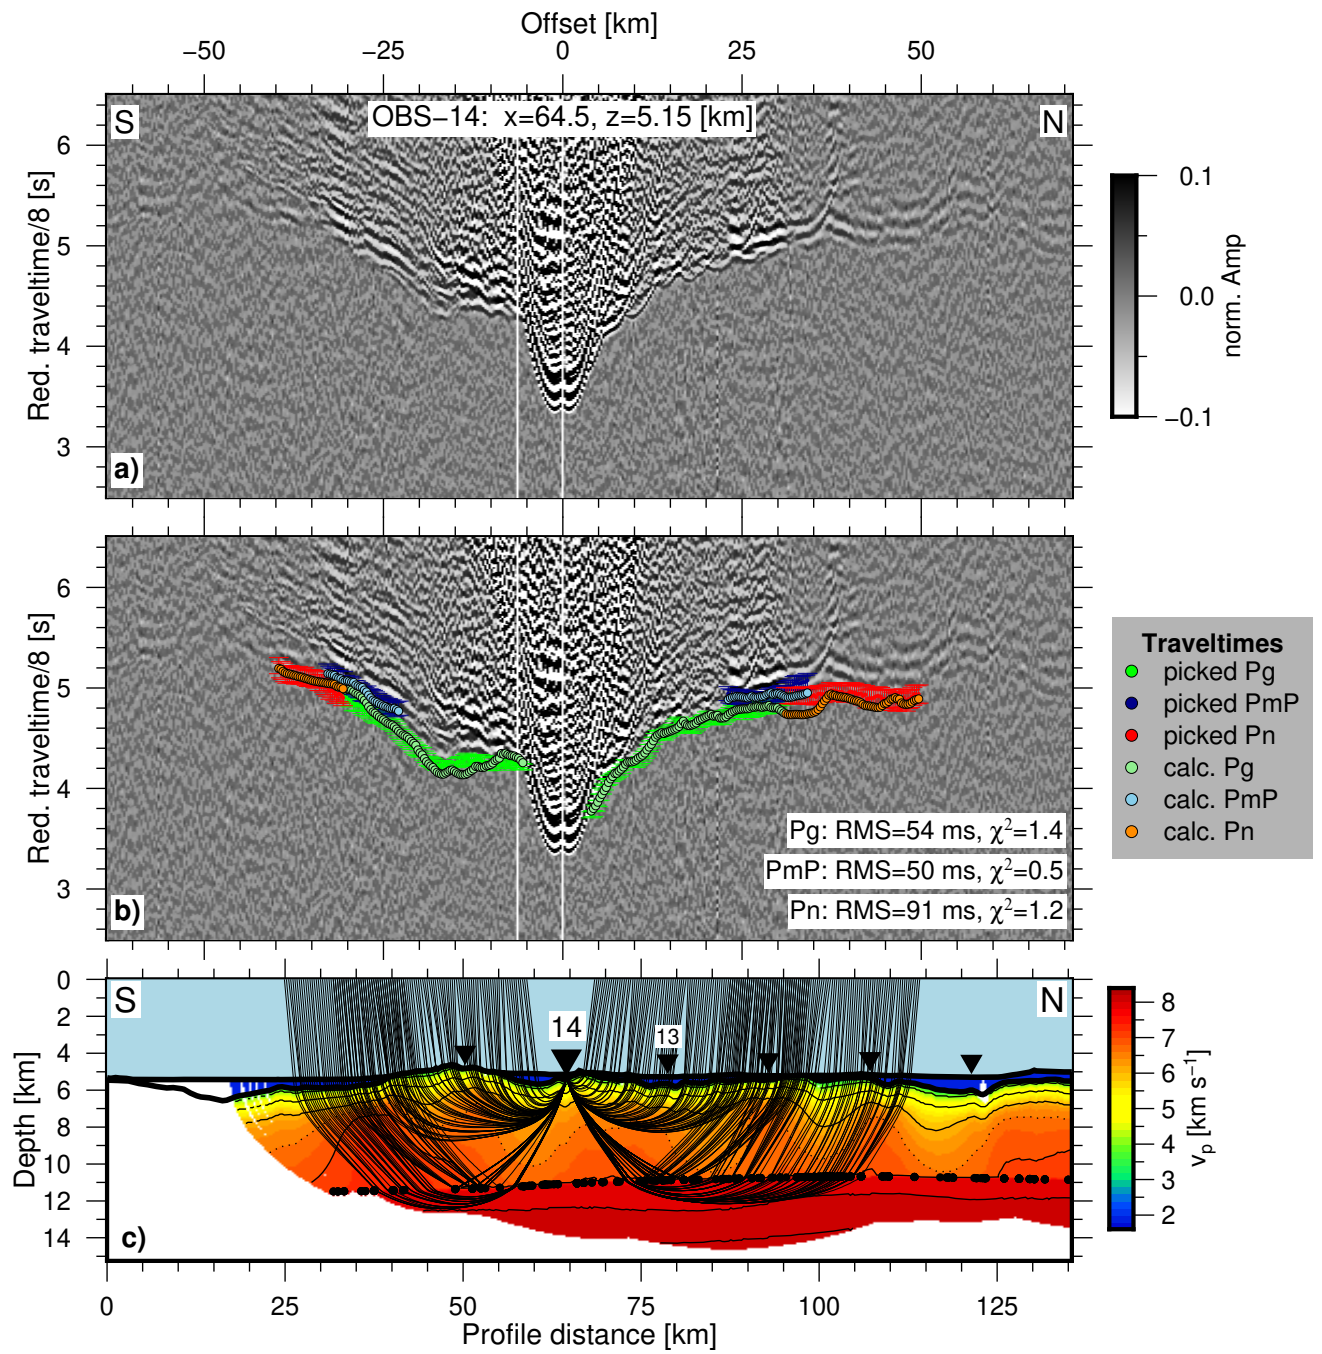 Offset [km]
−50 −25 0 25 50
S
OBS−14: x=64.5, z=5.15 [km]
N
6
5
4
3
Red. traveltime/8 [s]
a)
0.1
0.0
−0.1
norm. Amp
6
5
4
3
Red. traveltime/8 [s]
Pg: RMS=54 ms, χ²=1.4
PmP: RMS=50 ms, χ²=0.5
Pn: RMS=91 ms, χ²=1.2
b)
Traveltimes
picked Pg
picked PmP
picked Pn
calc. Pg
calc. PmP
calc. Pn
0
2
4
6
8
10
12
14
Depth [km]
S
14
13
N
c)
8
7
6
5
4
3
2
vₚ [km s⁻¹]
0 25 50 75 100 125
Profile distance [km]